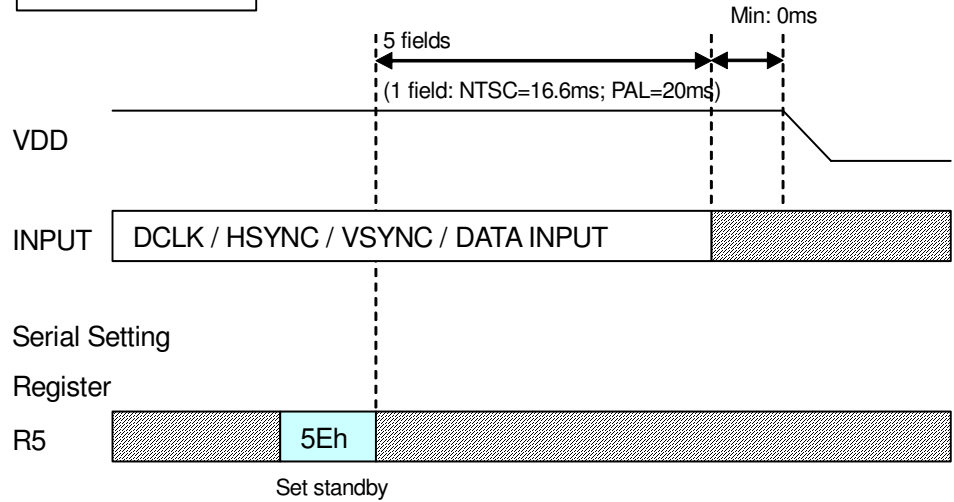 Min: 0ms
5 fields
(1 field: NTSC=16.6ms; PAL=20ms)
VDD
INPUT DCLK / HSYNC / VSYNC / DATA INPUT
Serial Setting
Register
R5 5Eh
Set standby